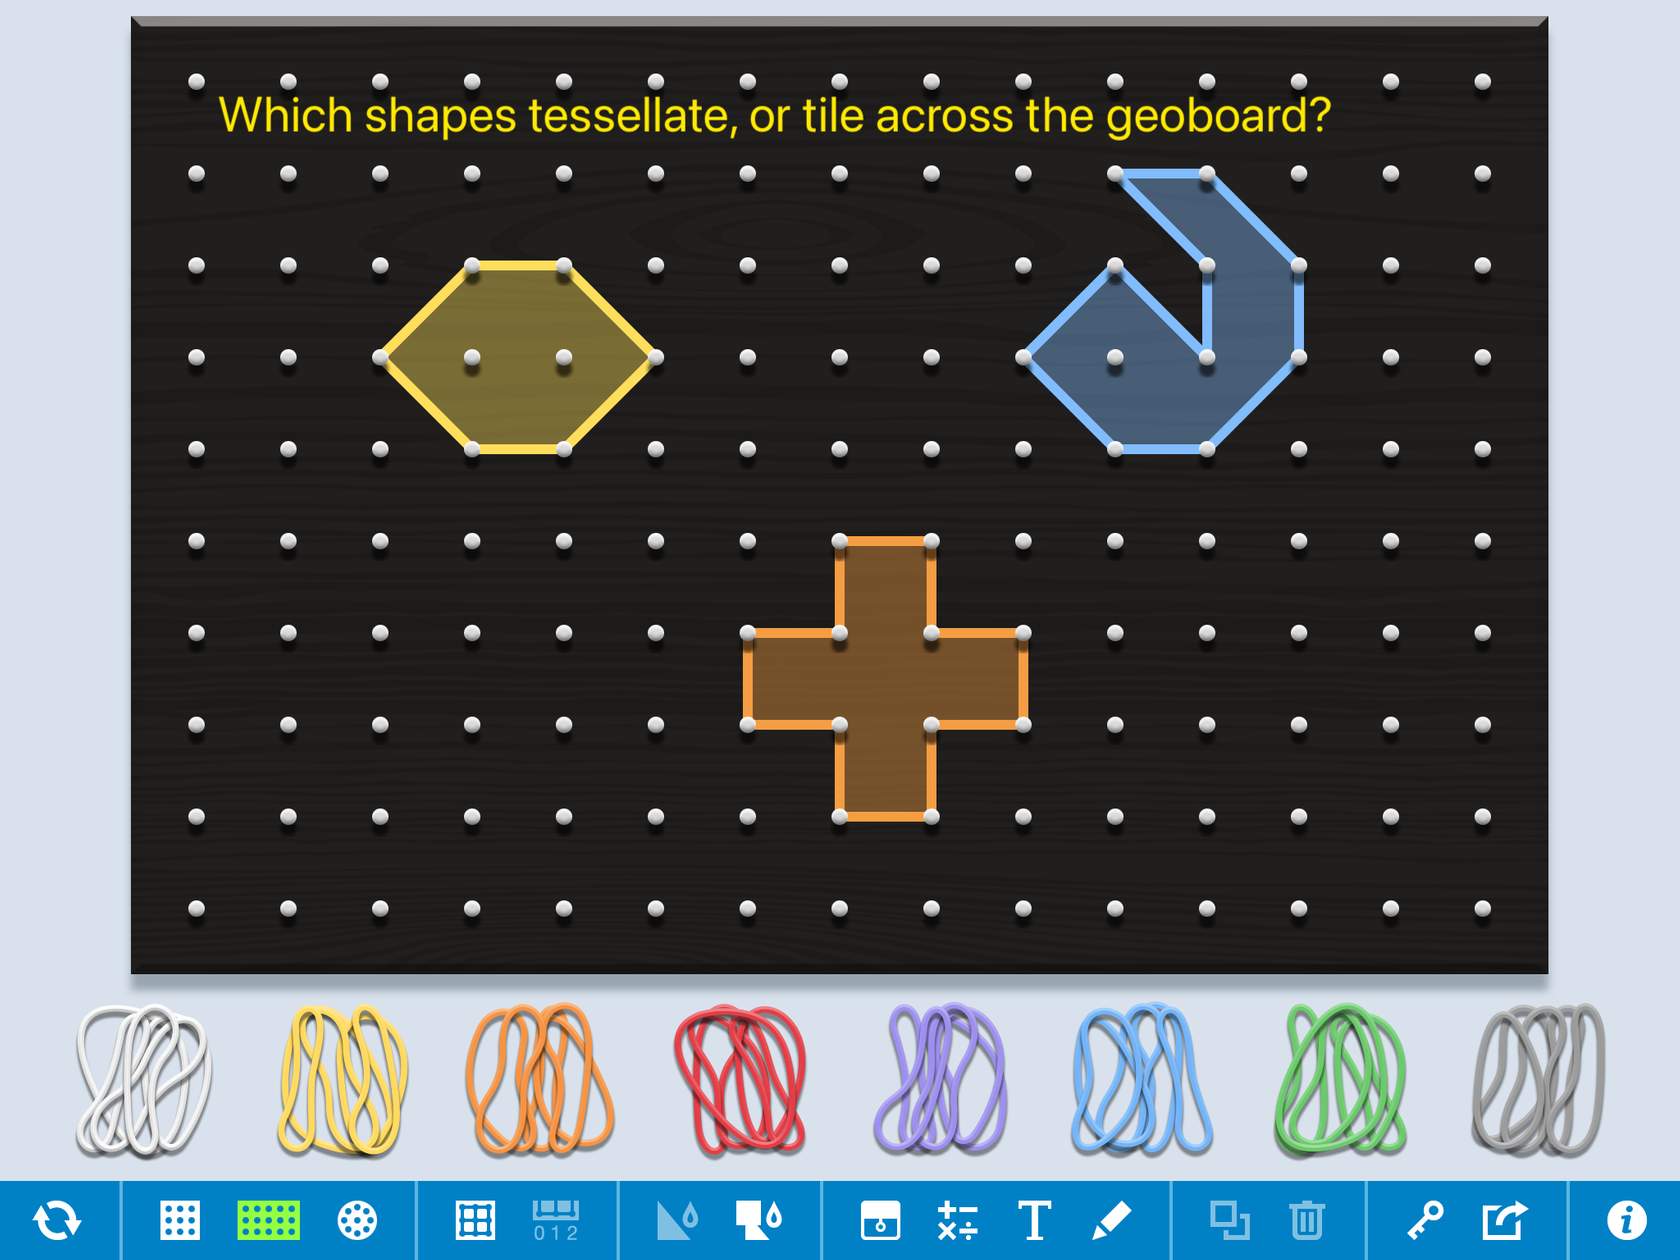 Which shapes tessellate, or tile across the geoboard?
0 1 2
T
i